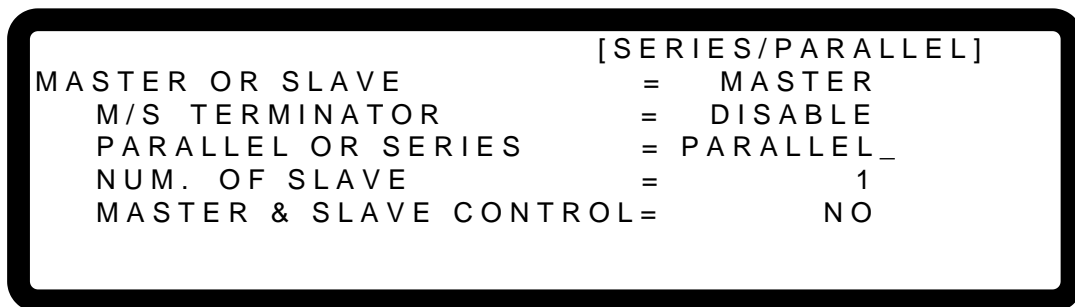 [SERIES/PARALLEL]
MASTER OR SLAVE = MASTER
M/S TERMINATOR = DISABLE
PARALLEL OR SERIES = PARALLEL_
NUM. OF SLAVE = 1
MASTER & SLAVE CONTROL= NO